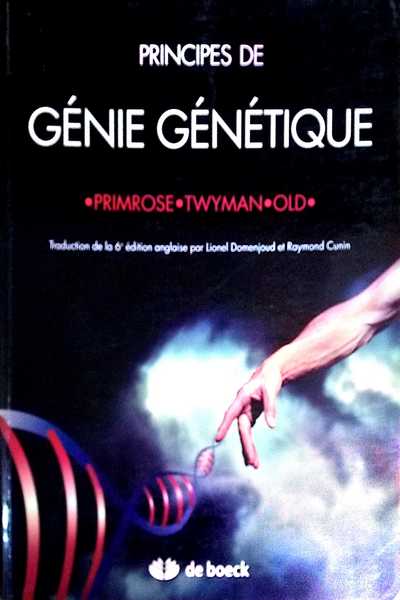 PRINCIPES DE
GÉNIE GÉNÉTIQUE
•PRIMROSE•TWYMAN•OLD•
Traduction de la 6e édition anglaise par Lionel Domenjoud et Raymond Cunin
de boeck